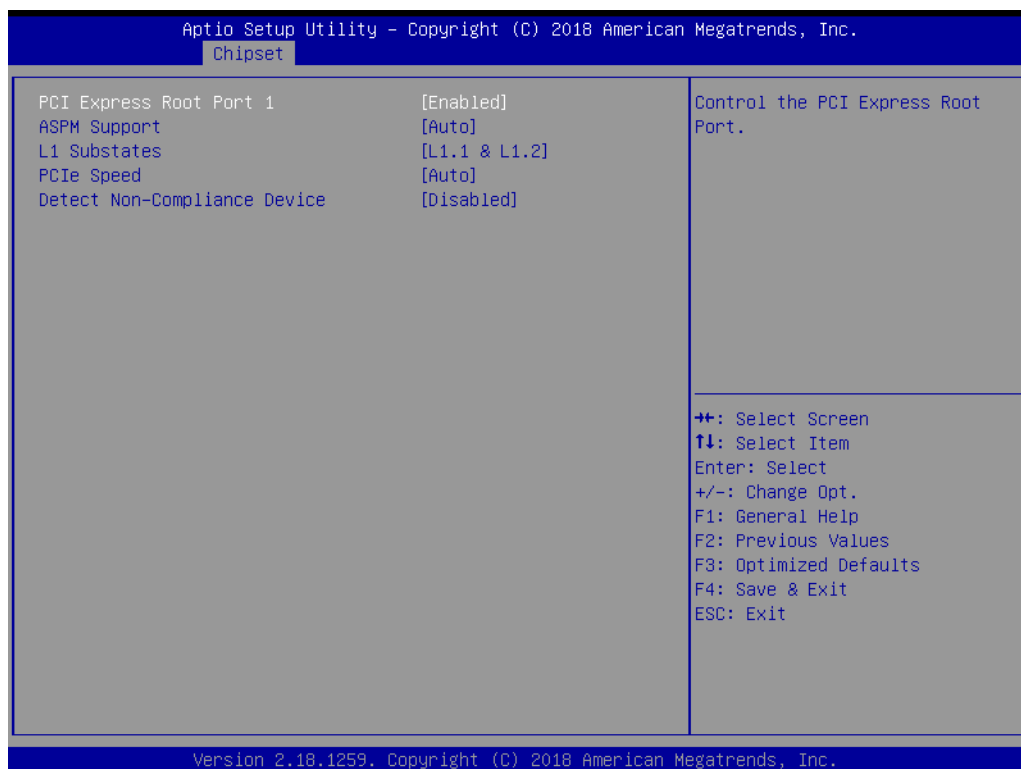 Aptio Setup Utility – Copyright (C) 2018 American Megatrends, Inc.
Chipset
PCI Express Root Port 1 [Enabled]
ASPM Support [Auto]
L1 Substates [L1.1 & L1.2]
PCIe Speed [Auto]
Detect Non-Compliance Device [Disabled]
Control the PCI Express Root
Port.
→←: Select Screen
↑↓: Select Item
Enter: Select
+/-: Change Opt.
F1: General Help
F2: Previous Values
F3: Optimized Defaults
F4: Save & Exit
ESC: Exit
Version 2.18.1259. Copyright (C) 2018 American Megatrends, Inc.